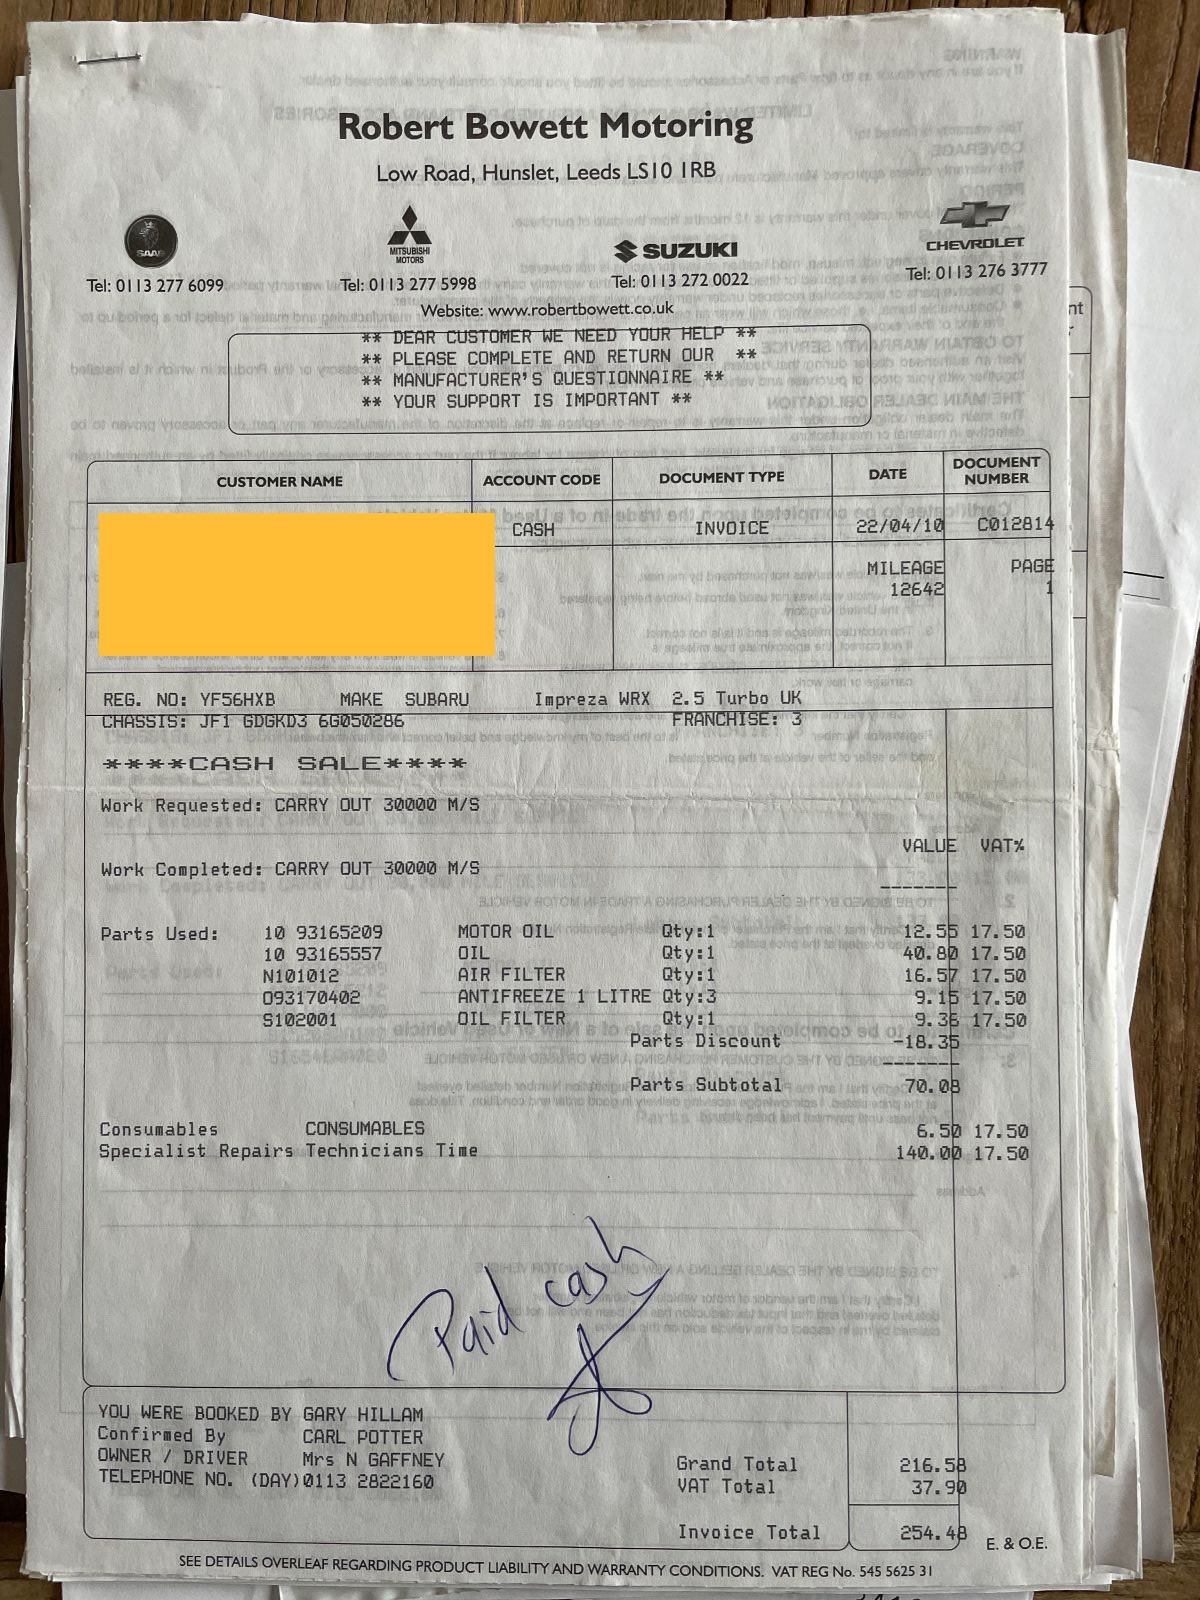 Robert Bowett Motoring
Low Road, Hunslet, Leeds LS10 1RB
SAAB
MITSUBISHI
MOTORS
SUZUKI
CHEVROLET
Tel: 0113 277 6099
Tel: 0113 277 5998
Tel: 0113 272 0022
Tel: 0113 276 3777
Website: www.robertbowett.co.uk
** DEAR CUSTOMER WE NEED YOUR HELP **
** PLEASE COMPLETE AND RETURN OUR **
** MANUFACTURER'S QUESTIONNAIRE **
** YOUR SUPPORT IS IMPORTANT **
CUSTOMER NAME ACCOUNT CODE DOCUMENT TYPE DATE DOCUMENT NUMBER
CASH INVOICE 22/04/10 C012814
MILEAGE PAGE
12642 1
REG. NO: YF56HXB MAKE SUBARU Impreza WRX 2.5 Turbo UK
CHASSIS: JF1 GDGKD3 6G050286 FRANCHISE: 3
****CASH SALE****
Work Requested: CARRY OUT 30000 M/S
VALUE VAT%
Work Completed: CARRY OUT 30000 M/S
Parts Used: 10 93165209 MOTOR OIL Qty:1 12.55 17.50
10 93165557 OIL Qty:1 40.80 17.50
N101012 AIR FILTER Qty:1 16.57 17.50
O93170402 ANTIFREEZE 1 LITRE Qty:3 9.15 17.50
S102001 OIL FILTER Qty:1 9.36 17.50
Parts Discount -18.35
Parts Subtotal 70.08
Consumables CONSUMABLES 6.50 17.50
Specialist Repairs Technicians Time 140.00 17.50
Paid cash
YOU WERE BOOKED BY GARY HILLAM
Confirmed By CARL POTTER
OWNER / DRIVER Mrs N GAFFNEY
TELEPHONE NO. (DAY)0113 2822160
Grand Total 216.58
VAT Total 37.90
Invoice Total 254.48
E. & O.E.
SEE DETAILS OVERLEAF REGARDING PRODUCT LIABILITY AND WARRANTY CONDITIONS. VAT REG No. 545 5625 31